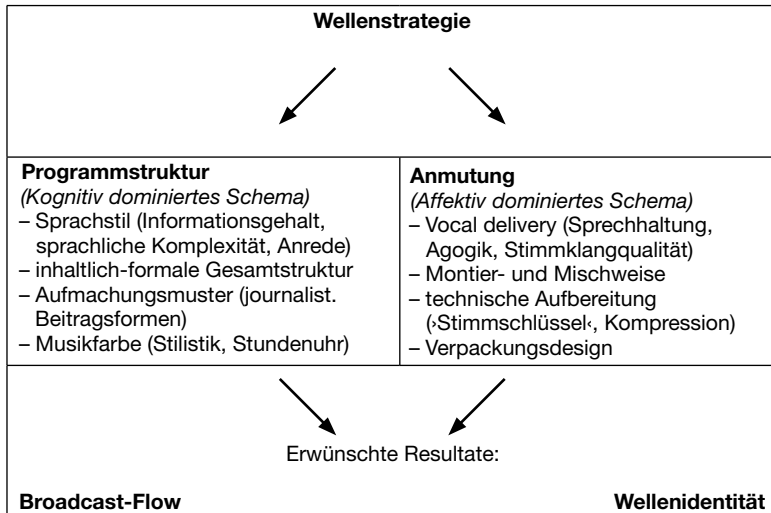 Wellenstrategie
Programmstruktur
(Kognitiv dominiertes Schema)
– Sprachstil (Informationsgehalt,
sprachliche Komplexität, Anrede)
– inhaltlich-formale Gesamtstruktur
– Aufmachungsmuster (journalist.
Beitragsformen)
– Musikfarbe (Stilistik, Stundenuhr)
Anmutung
(Affektiv dominiertes Schema)
– Vocal delivery (Sprechhaltung,
Agogik, Stimmklangqualität)
– Montier- und Mischweise
– technische Aufbereitung
(›Stimmschlüssel‹, Kompression)
– Verpackungsdesign
Erwünschte Resultate:
Broadcast-Flow
Wellenidentität